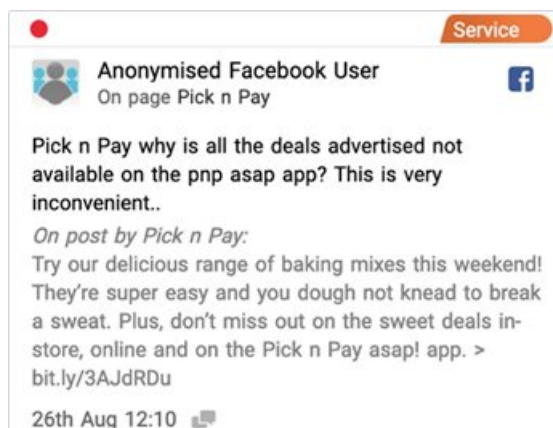 Service
Anonymised Facebook User
On page Pick n Pay
Pick n Pay why is all the deals advertised not
available on the pnp asap app? This is very
inconvenient..
On post by Pick n Pay:
Try our delicious range of baking mixes this weekend!
They're super easy and you dough not knead to break
a sweat. Plus, don't miss out on the sweet deals in-
store, online and on the Pick n Pay asap! app. >
bit.ly/3AJdRDu
26th Aug 12:10